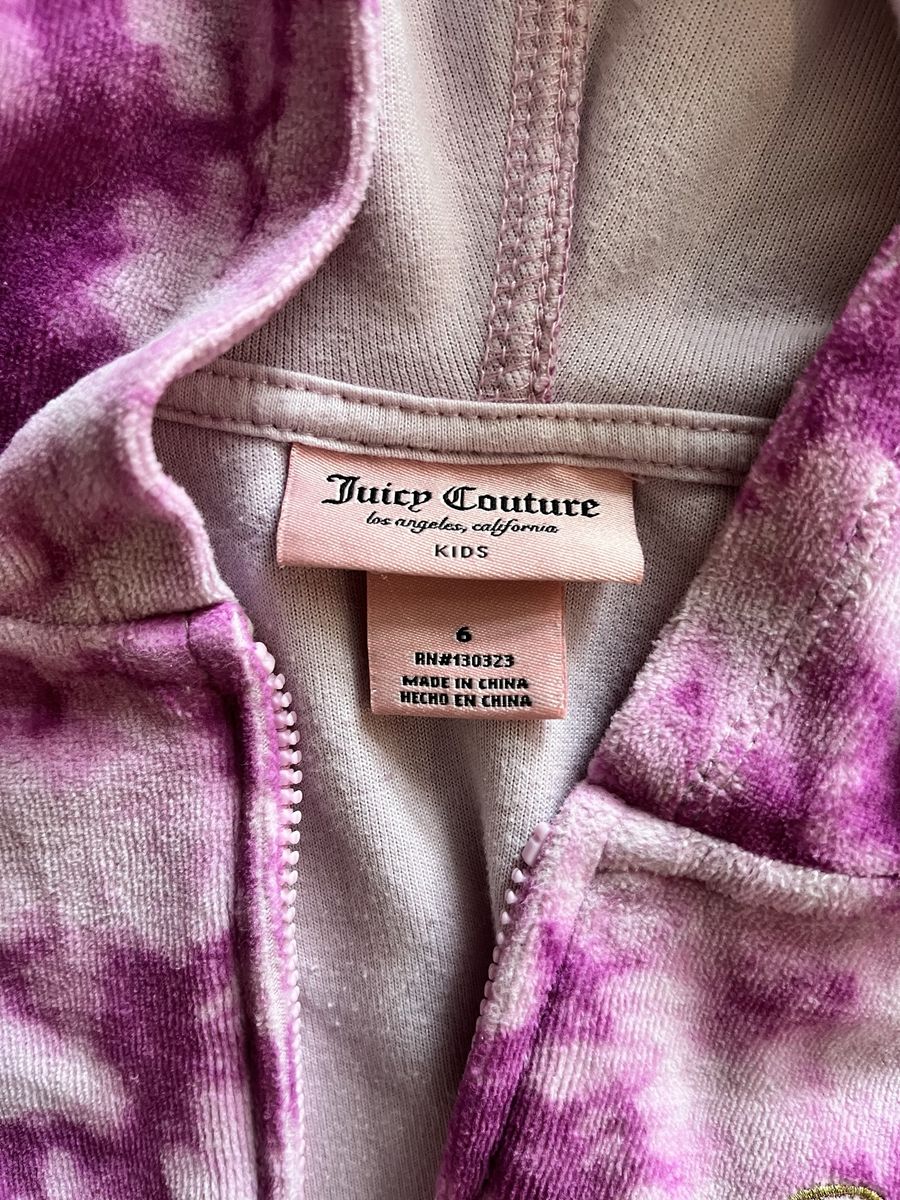 Juicy Couture
los angeles, california
KIDS
6
RN#130323
MADE IN CHINA
HECHO EN CHINA